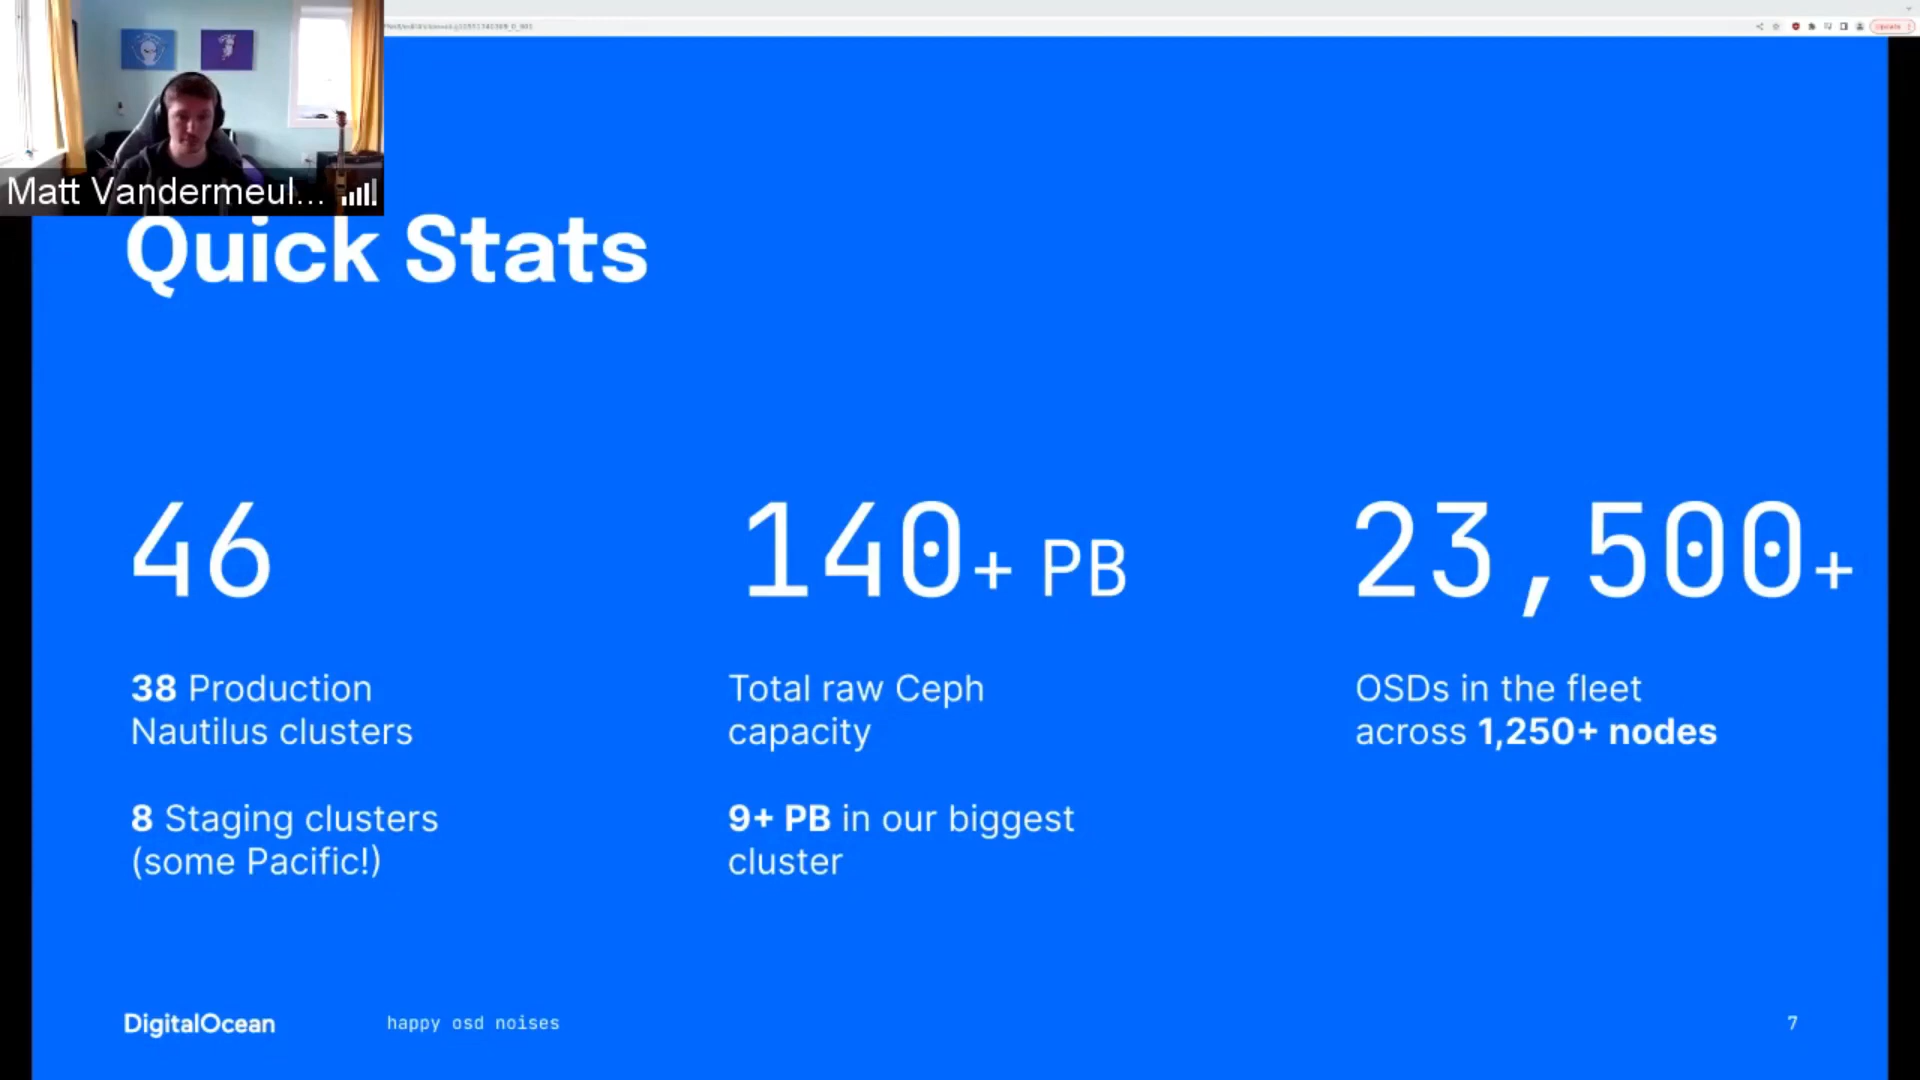 Matt Vandermeul...
Update
Quick Stats
46
140+ PB
23,500+
38 Production
Nautilus clusters
8 Staging clusters
(some Pacific!)
Total raw Ceph
capacity
9+ PB in our biggest
cluster
OSDs in the fleet
across 1,250+ nodes
DigitalOcean
happy osd noises
7